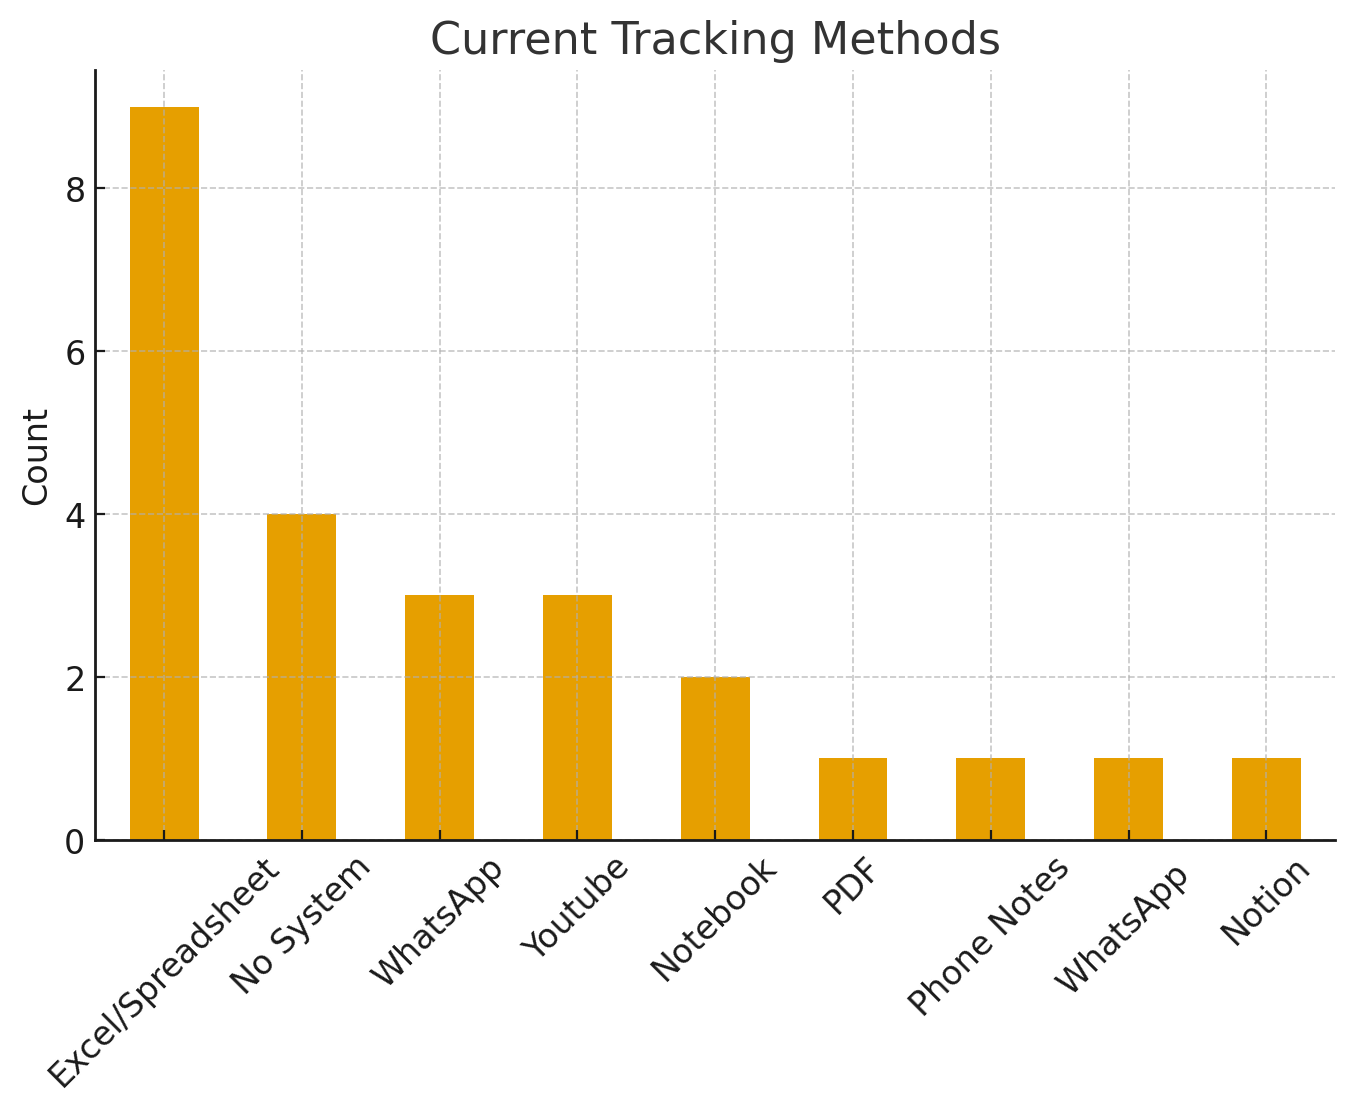 Current Tracking Methods
Count
8
6
4
2
0
Excel/Spreadsheet
No System
WhatsApp
Youtube
Notebook
PDF
Phone Notes
WhatsApp
Notion